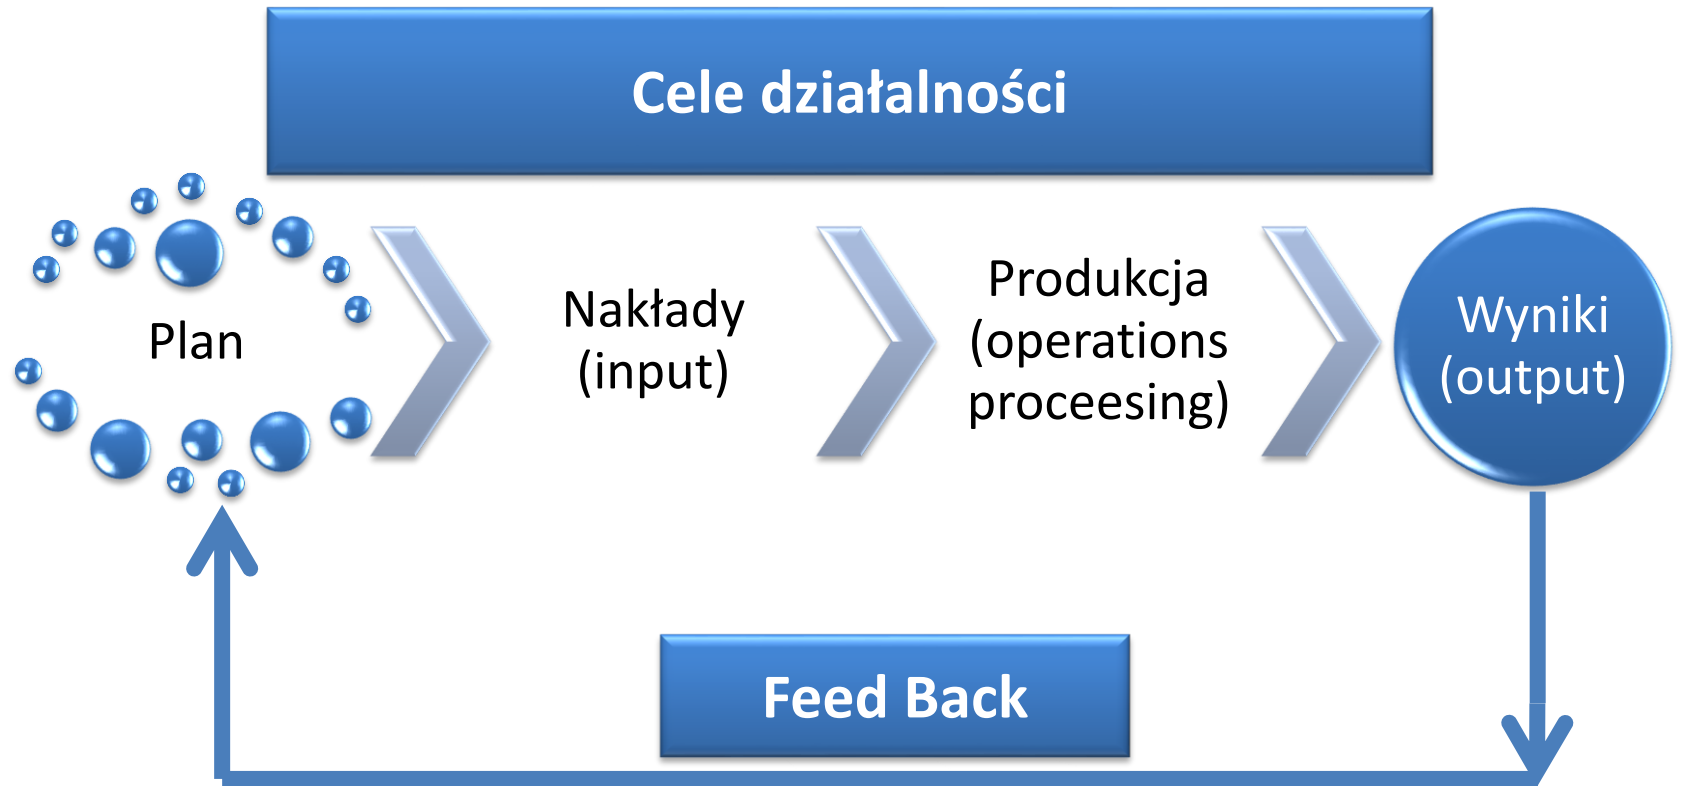 Cele działalności
Plan
Nakłady
(input)
Produkcja
(operations
proceesing)
Wyniki
(output)
Feed Back